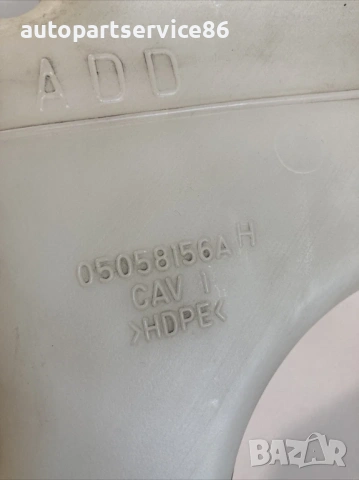 autopartservice86
ADD
05058156AH
CAV 1
>HDPE<
BAZAR